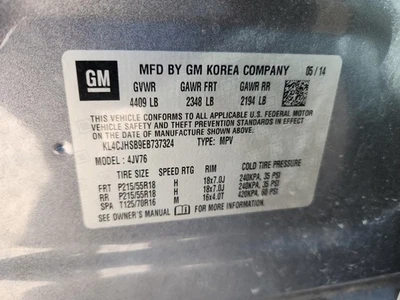 GM
MFD BY GM KOREA COMPANY 05/14
GVWR GAWR FRT GAWR RR
4409 LB 2348 LB 2194 LB
THIS VEHICLE CONFORMS TO ALL APPLICABLE U.S. FEDERAL MOTOR
VEHICLE SAFETY AND THEFT PREVENTION STANDARDS IN EFFECT ON THE
DATE OF MANUFACTURE SHOWN ABOVE.
KL4CJHSB9EB737324 TYPE: MPV
MODEL: 4JV76
TIRE SIZE SPEED RTG RIM COLD TIRE PRESSURE
FRT P215/55R18 H 18x7.0J 240KPA, 35 PSI
RR P215/55R18 H 18x7.0J 240KPA, 35 PSI
SPA T125/70R16 M 16x4.0T 420KPA, 60 PSI
SEE OWNER'S MANUAL FOR MORE INFORMATION.